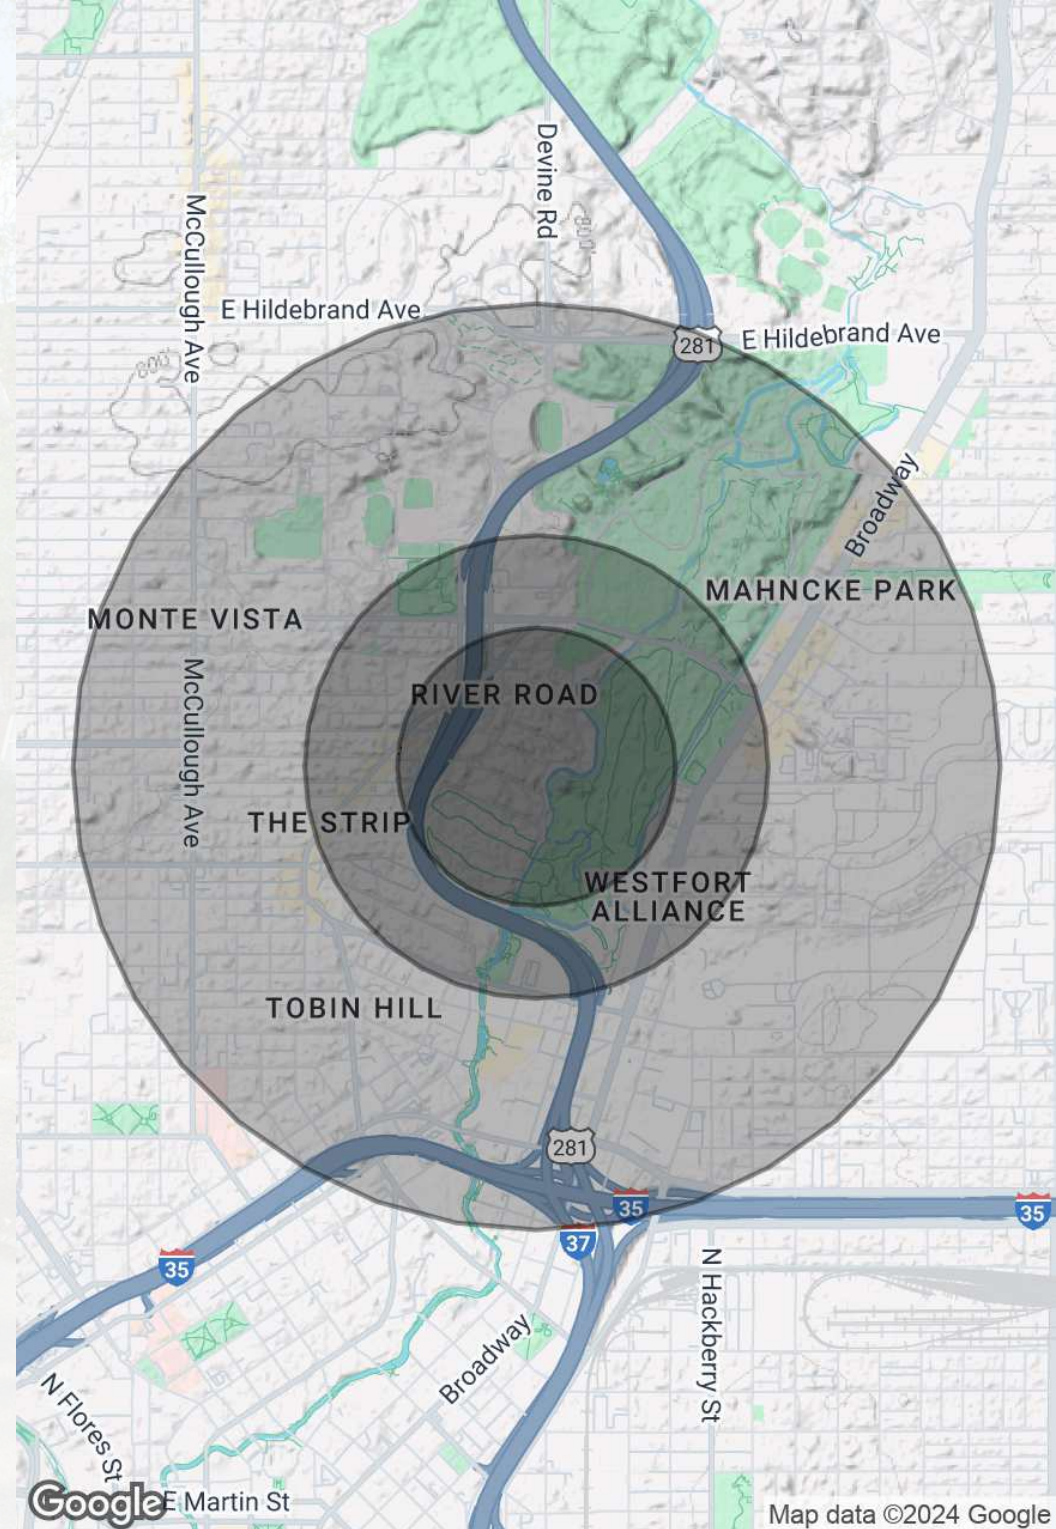 Devine Rd
McCullough Ave
800
E Hildebrand Ave
281
E Hildebrand Ave
800
Broadway
MAHNCKE PARK
MONTE VISTA
RIVER ROAD
McCullough Ave
THE STRIP
WESTFORT
ALLIANCE
TOBIN HILL
281
35
35
37
35
N Hackberry St
Broadway
N Flores St
Google
E Martin St
Map data ©2024 Google